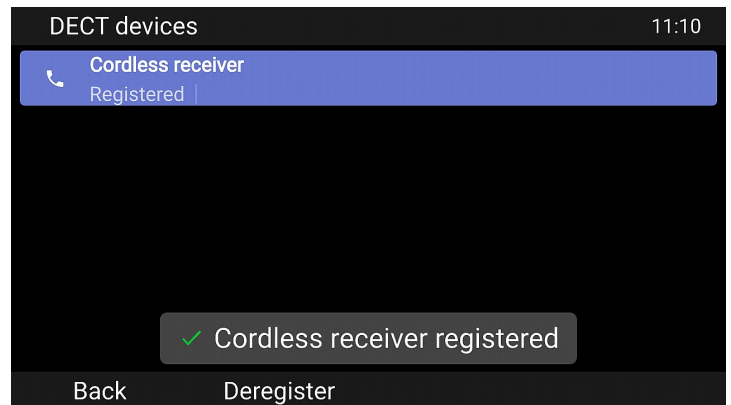 DECT devices 11:10
Cordless receiver
Registered
Cordless receiver registered
Back Deregister